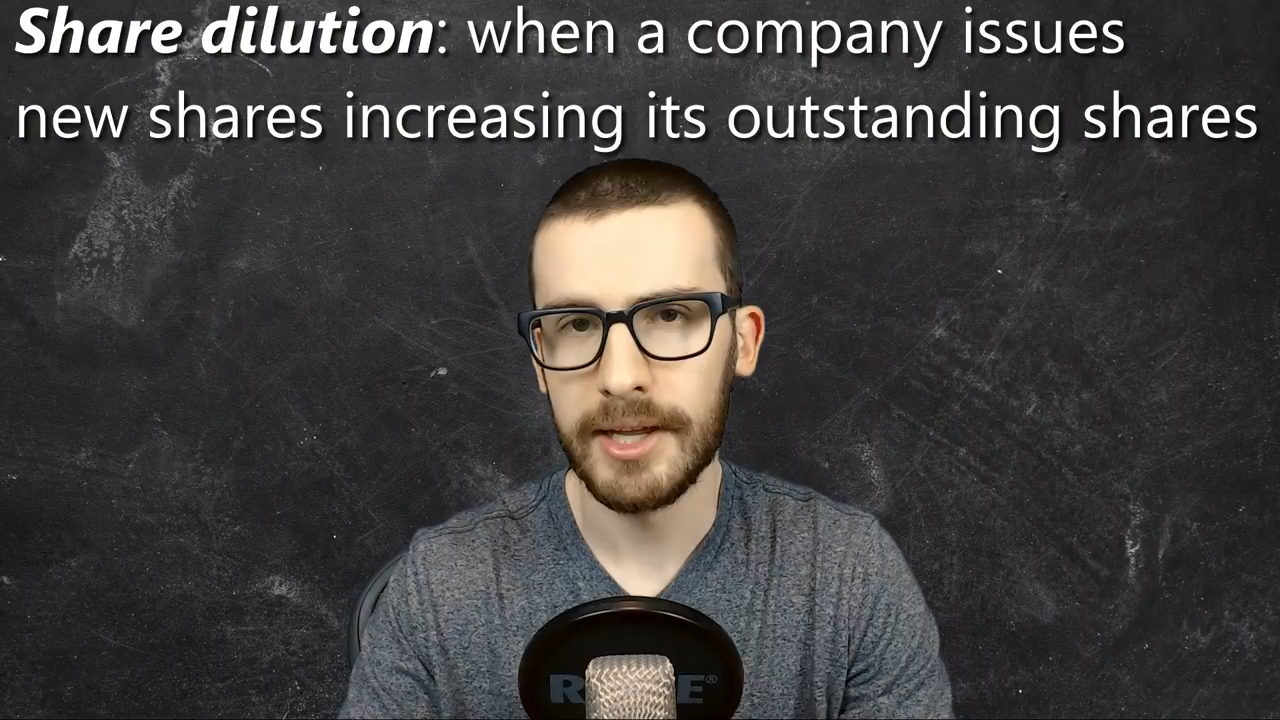 Share dilution: when a company issues
new shares increasing its outstanding shares